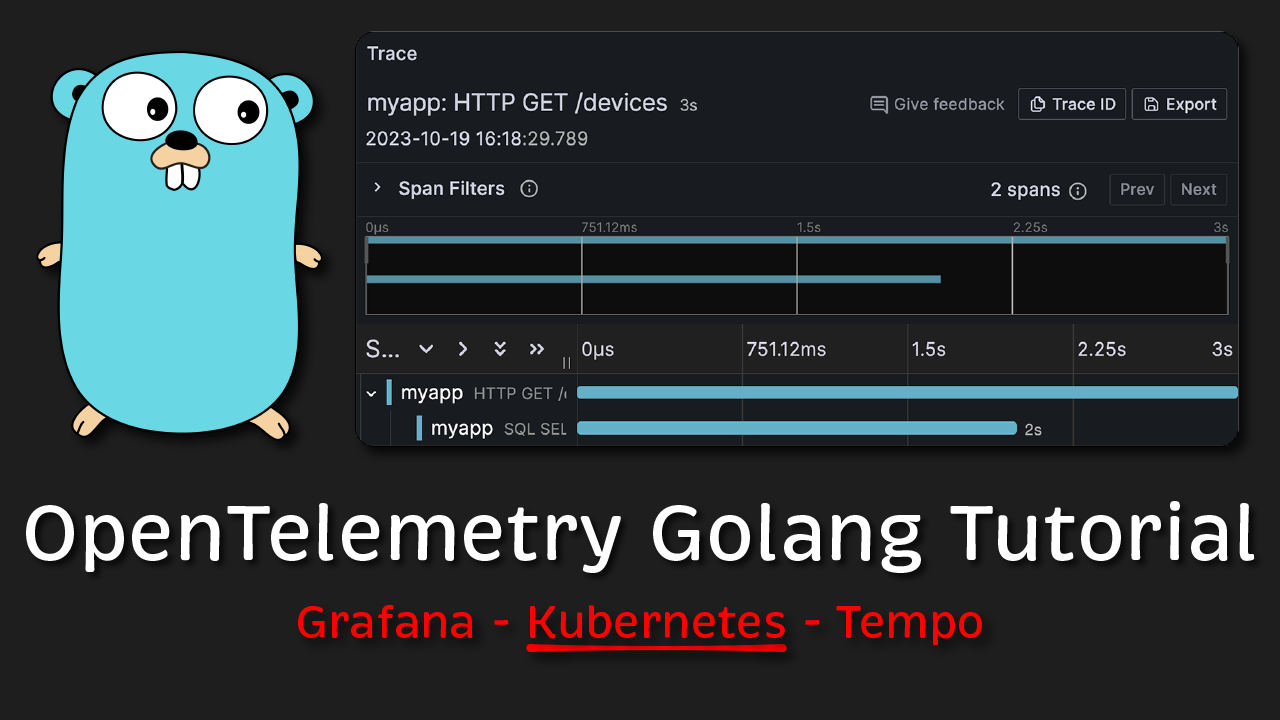 Trace
myapp: HTTP GET /devices 3s
Give feedback Trace ID Export
2023-10-19 16:18:29.789
Span Filters 2 spans Prev Next
0μs 751.12ms 1.5s 2.25s 3s
S... 0μs 751.12ms 1.5s 2.25s 3s
myapp HTTP GET /
myapp SQL SEL 2s
OpenTelemetry Golang Tutorial
Grafana - Kubernetes - Tempo